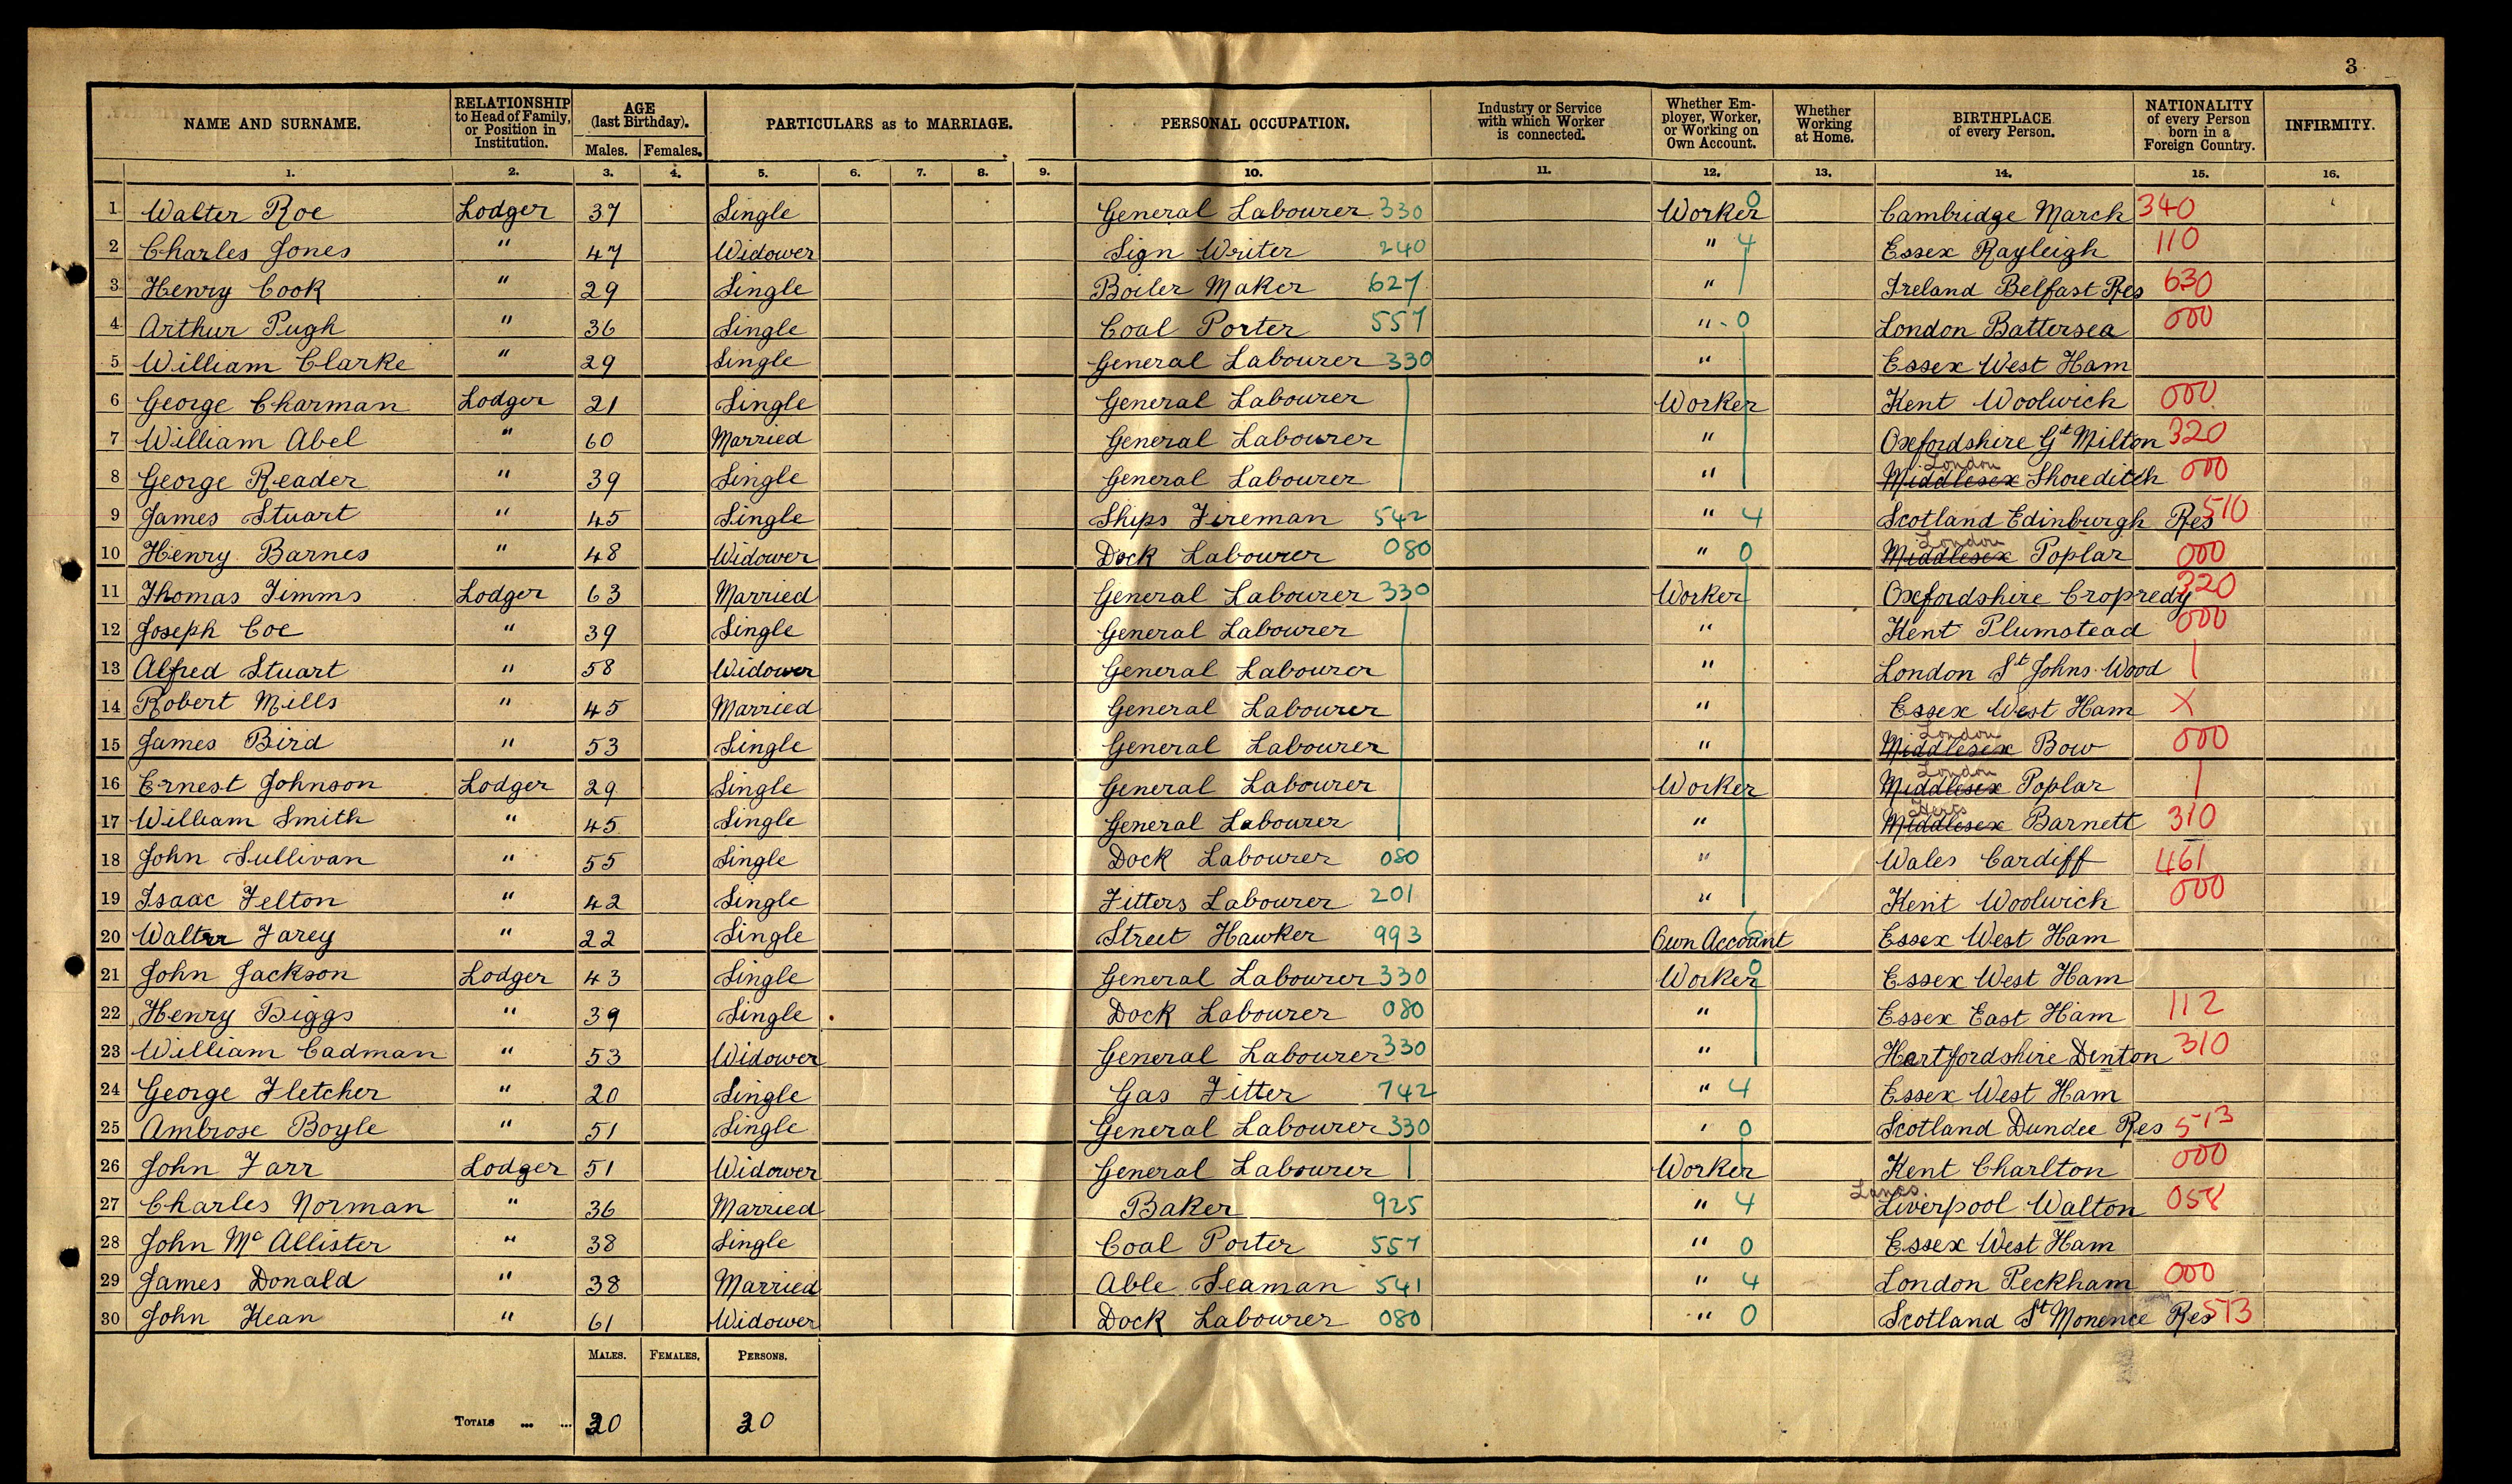 3
NAME AND SURNAME. RELATIONSHIP to Head of Family, or Position in Institution. AGE (last Birthday). Males. Females. PARTICULARS as to MARRIAGE. PERSONAL OCCUPATION. Industry or Service with which Worker is connected. Whether Employer, Worker, or Working on Own Account. Whether Working at Home. BIRTHPLACE of every Person. NATIONALITY of every Person born in a Foreign Country. INFIRMITY.
1. 2. 3. 4. 5. 6. 7. 8. 9. 10. 11. 12. 13. 14. 15. 16.
1 Walter Roe Lodger 37 Single General Labourer 330 Worker 0 Cambridge March 340
2 Charles Jones " 47 Widower Sign Writer 240 " 4 Essex Rayleigh 110
3 Henry Cook " 29 Single Boiler Maker 627 " Ireland Belfast Res 630
4 Arthur Pugh " 36 Single Coal Porter 557 " 0 London Battersea 000
5 William Clarke " 29 Single General Labourer 330 " Essex West Ham
6 George Charman Lodger 21 Single General Labourer Worker Kent Woolwich 000
7 William Abel " 60 Married General Labourer " Oxfordshire Gt Milton 320
8 George Reader " 39 Single General Labourer " Middlesex London Shoreditch 000
9 James Stuart " 45 Single Ships Fireman 542 " 4 Scotland Edinburgh Res 510
10 Henry Barnes " 48 Widower Dock Labourer 080 " 0 Middlesex London Poplar 000
11 Thomas Timms Lodger 63 Married General Labourer 330 Worker Oxfordshire Cropredy 320
12 Joseph Coe " 39 Single General Labourer " Kent Plumstead 000
13 Alfred Stuart " 58 Widower General Labourer " London St Johns Wood
14 Robert Mills " 45 Married General Labourer " Essex West Ham X
15 James Bird " 53 Single General Labourer " Middlesex London Bow 000
16 Ernest Johnson Lodger 29 Single General Labourer Worker Middlesex London Poplar
17 William Smith " 45 Single General Labourer " Middlesex Herts Barnett 310
18 John Sullivan " 55 Single Dock Labourer 080 " Wales Cardiff 461
19 Isaac Felton " 42 Single Fitters Labourer 201 " Kent Woolwich 000
20 Walter Farey " 22 Single Street Hawker 993 Own Account 6 Essex West Ham
21 John Jackson Lodger 43 Single General Labourer 330 Worker 0 Essex West Ham
22 Henry Biggs " 39 Single Dock Labourer 080 " Essex East Ham 112
23 William Cadman " 53 Widower General Labourer 330 " Hertfordshire Denton 310
24 George Fletcher " 20 Single Gas Fitter 742 " 4 Essex West Ham
25 Ambrose Boyle " 51 Single General Labourer 330 " 0 Scotland Dundee Res 513
26 John Farr Lodger 51 Widower General Labourer Worker Kent Charlton 000
27 Charles Norman " 36 Married Baker 925 " 4 Lancs Liverpool Walton 058
28 John Mc Allister " 38 Single Coal Porter 557 " 0 Essex West Ham
29 James Donald " 38 Married Able Seaman 541 " 4 London Peckham 000
30 John Kean " 61 Widower Dock Labourer 080 " 0 Scotland St Monence Res 513
MALES. FEMALES. PERSONS.
TOTALS ... ... 30 30